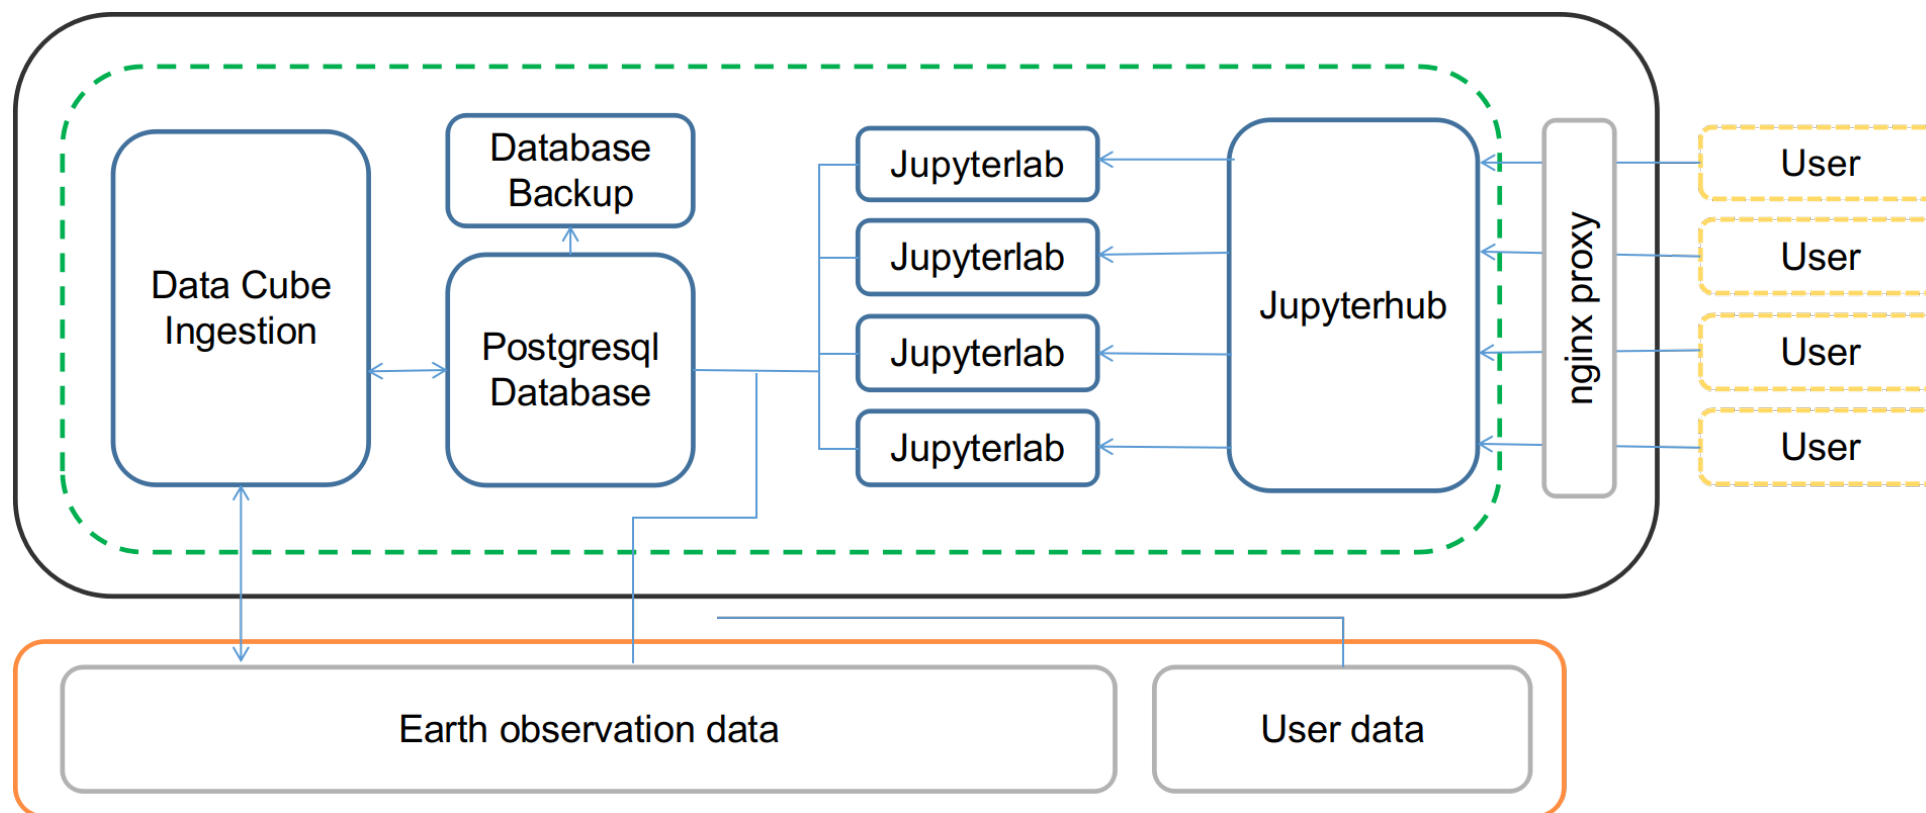 Data Cube
Ingestion
Database
Backup
Postgresql
Database
Jupyterlab
Jupyterlab
Jupyterlab
Jupyterlab
Jupyterhub
nginx proxy
User
User
User
User
Earth observation data
User data